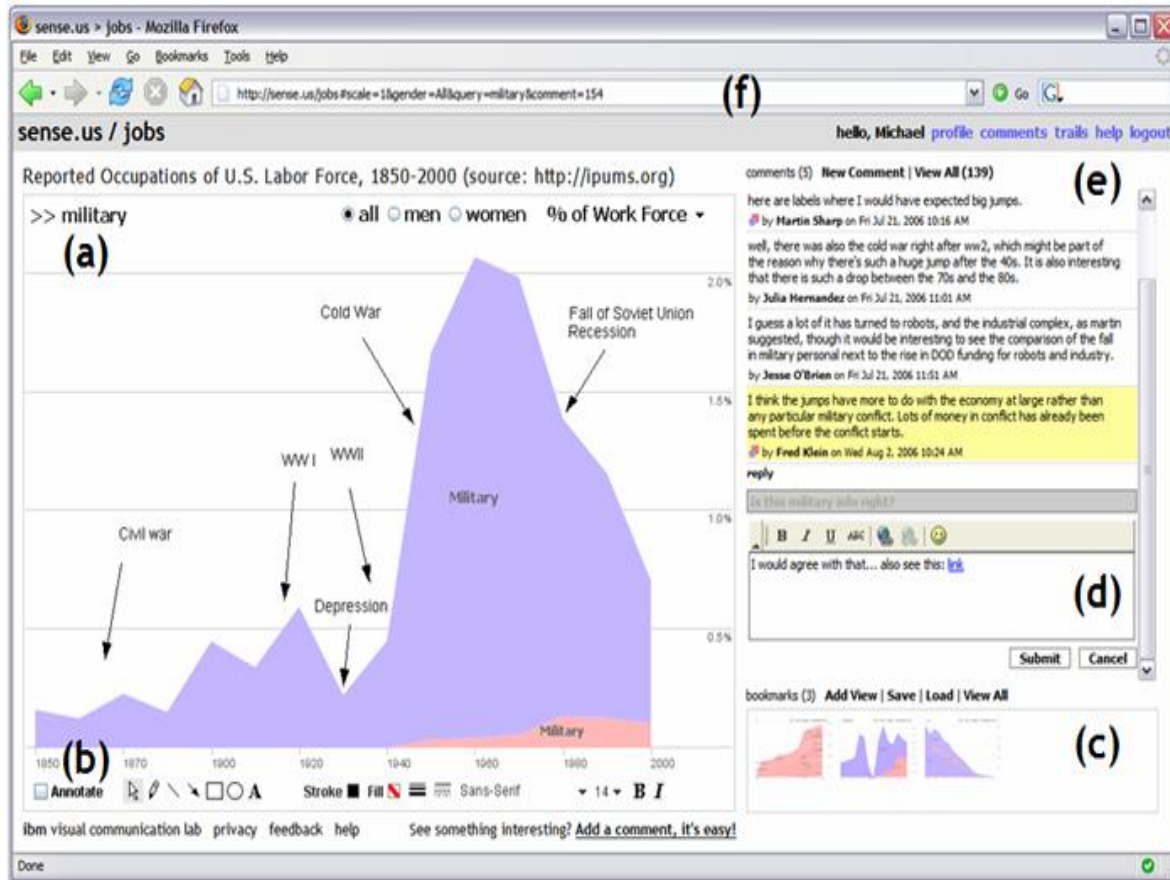 sense.us > jobs - Mozilla Firefox
File Edit View Go Bookmarks Tools Help
http://sense.us/jobs#scale=1&gender=All&query=military&comment=154
(f)
Go
G
sense.us / jobs
hello, Michael profile comments trails help logout
Reported Occupations of U.S. Labor Force, 1850-2000 (source: http://ipums.org)
>> military
all men women % of Work Force
(a)
2.0%
Cold War
Fall of Soviet Union
Recession
1.5%
WW I
WWII
Military
1.0%
Civil war
Depression
0.5%
Military
1850 1870 1900 1920 1940 1960 1980 2000
(b)
Annotate A Stroke Fill Sans-Serif 14 B I
ibm visual communication lab privacy feedback help
See something interesting? Add a comment, it's easy!
comments (5) New Comment | View All (139)
(e)
here are labels where I would have expected big jumps.
by Martin Sharp on Fri Jul 21, 2006 10:16 AM
well, there was also the cold war right after ww2, which might be part of
the reason why there's such a huge jump after the 40s. It is also interesting
that there is such a drop between the 70s and the 80s.
by Julia Hernandez on Fri Jul 21, 2006 11:01 AM
I guess a lot of it has turned to robots, and the industrial complex, as martin
suggested, though it would be interesting to see the comparison of the fall
in military personal next to the rise in DOD funding for robots and industry.
by Jesse O'Brien on Fri Jul 21, 2006 11:51 AM
I think the jumps have more to do with the economy at large rather than
any particular military conflict. Lots of money in conflict has already been
spent before the conflict starts.
by Fred Klein on Wed Aug 2, 2006 10:24 AM
reply
Is this military info right?
B I U ABC
I would agree with that... also see this: link
(d)
Submit Cancel
bookmarks (3) Add View | Save | Load | View All
(c)
Done